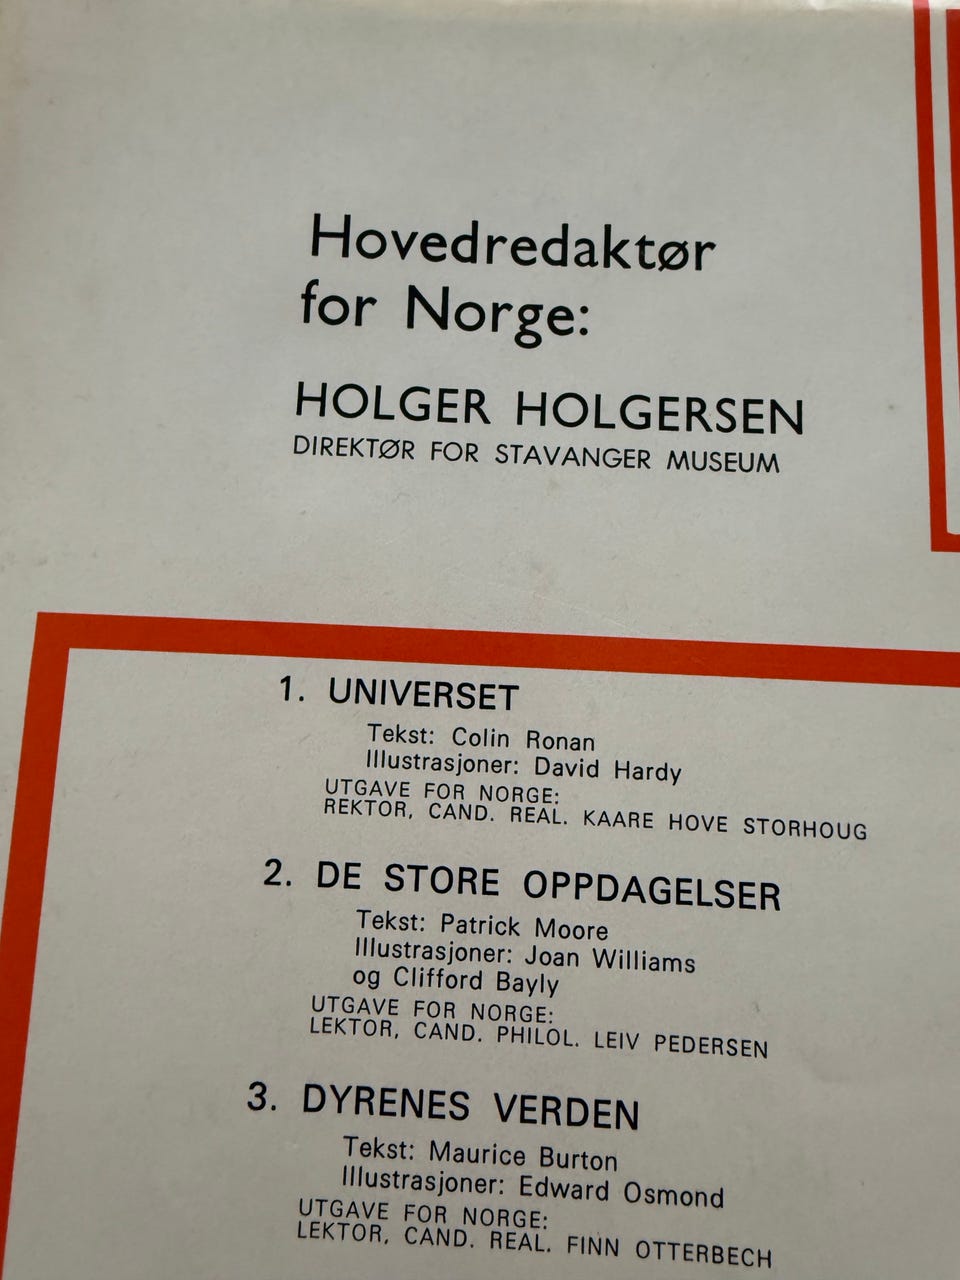 Hovedredaktør
for Norge:
HOLGER HOLGERSEN
DIREKTØR FOR STAVANGER MUSEUM
1. UNIVERSET
Tekst: Colin Ronan
Illustrasjoner: David Hardy
UTGAVE FOR NORGE:
REKTOR, CAND. REAL. KAARE HOVE STORHOUG
2. DE STORE OPPDAGELSER
Tekst: Patrick Moore
Illustrasjoner: Joan Williams
og Clifford Bayly
UTGAVE FOR NORGE:
LEKTOR, CAND. PHILOL. LEIV PEDERSEN
3. DYRENES VERDEN
Tekst: Maurice Burton
Illustrasjoner: Edward Osmond
UTGAVE FOR NORGE:
LEKTOR, CAND. REAL. FINN OTTERBECH